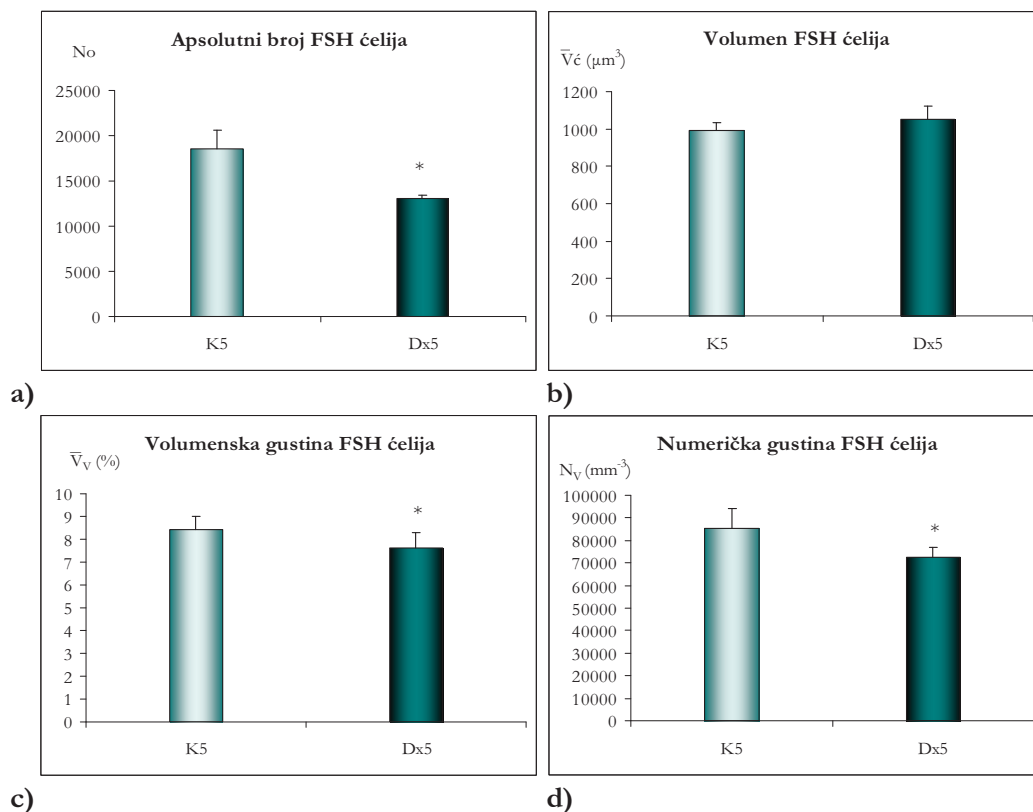 Apsolutni broj FSH ćelija
No
25000
20000
15000
10000
5000
0
*
K5
Dx5
a)
Volumen FSH ćelija
V̅ć (µm³)
1200
1000
800
600
400
200
0
K5
Dx5
b)
Volumenska gustina FSH ćelija
V̅ᵥ (%)
10
9
8
7
6
5
4
3
2
1
0
*
K5
Dx5
c)
Numerička gustina FSH ćelija
Nᵥ (mm⁻³)
100000
90000
80000
70000
60000
50000
40000
30000
20000
10000
0
*
K5
Dx5
d)